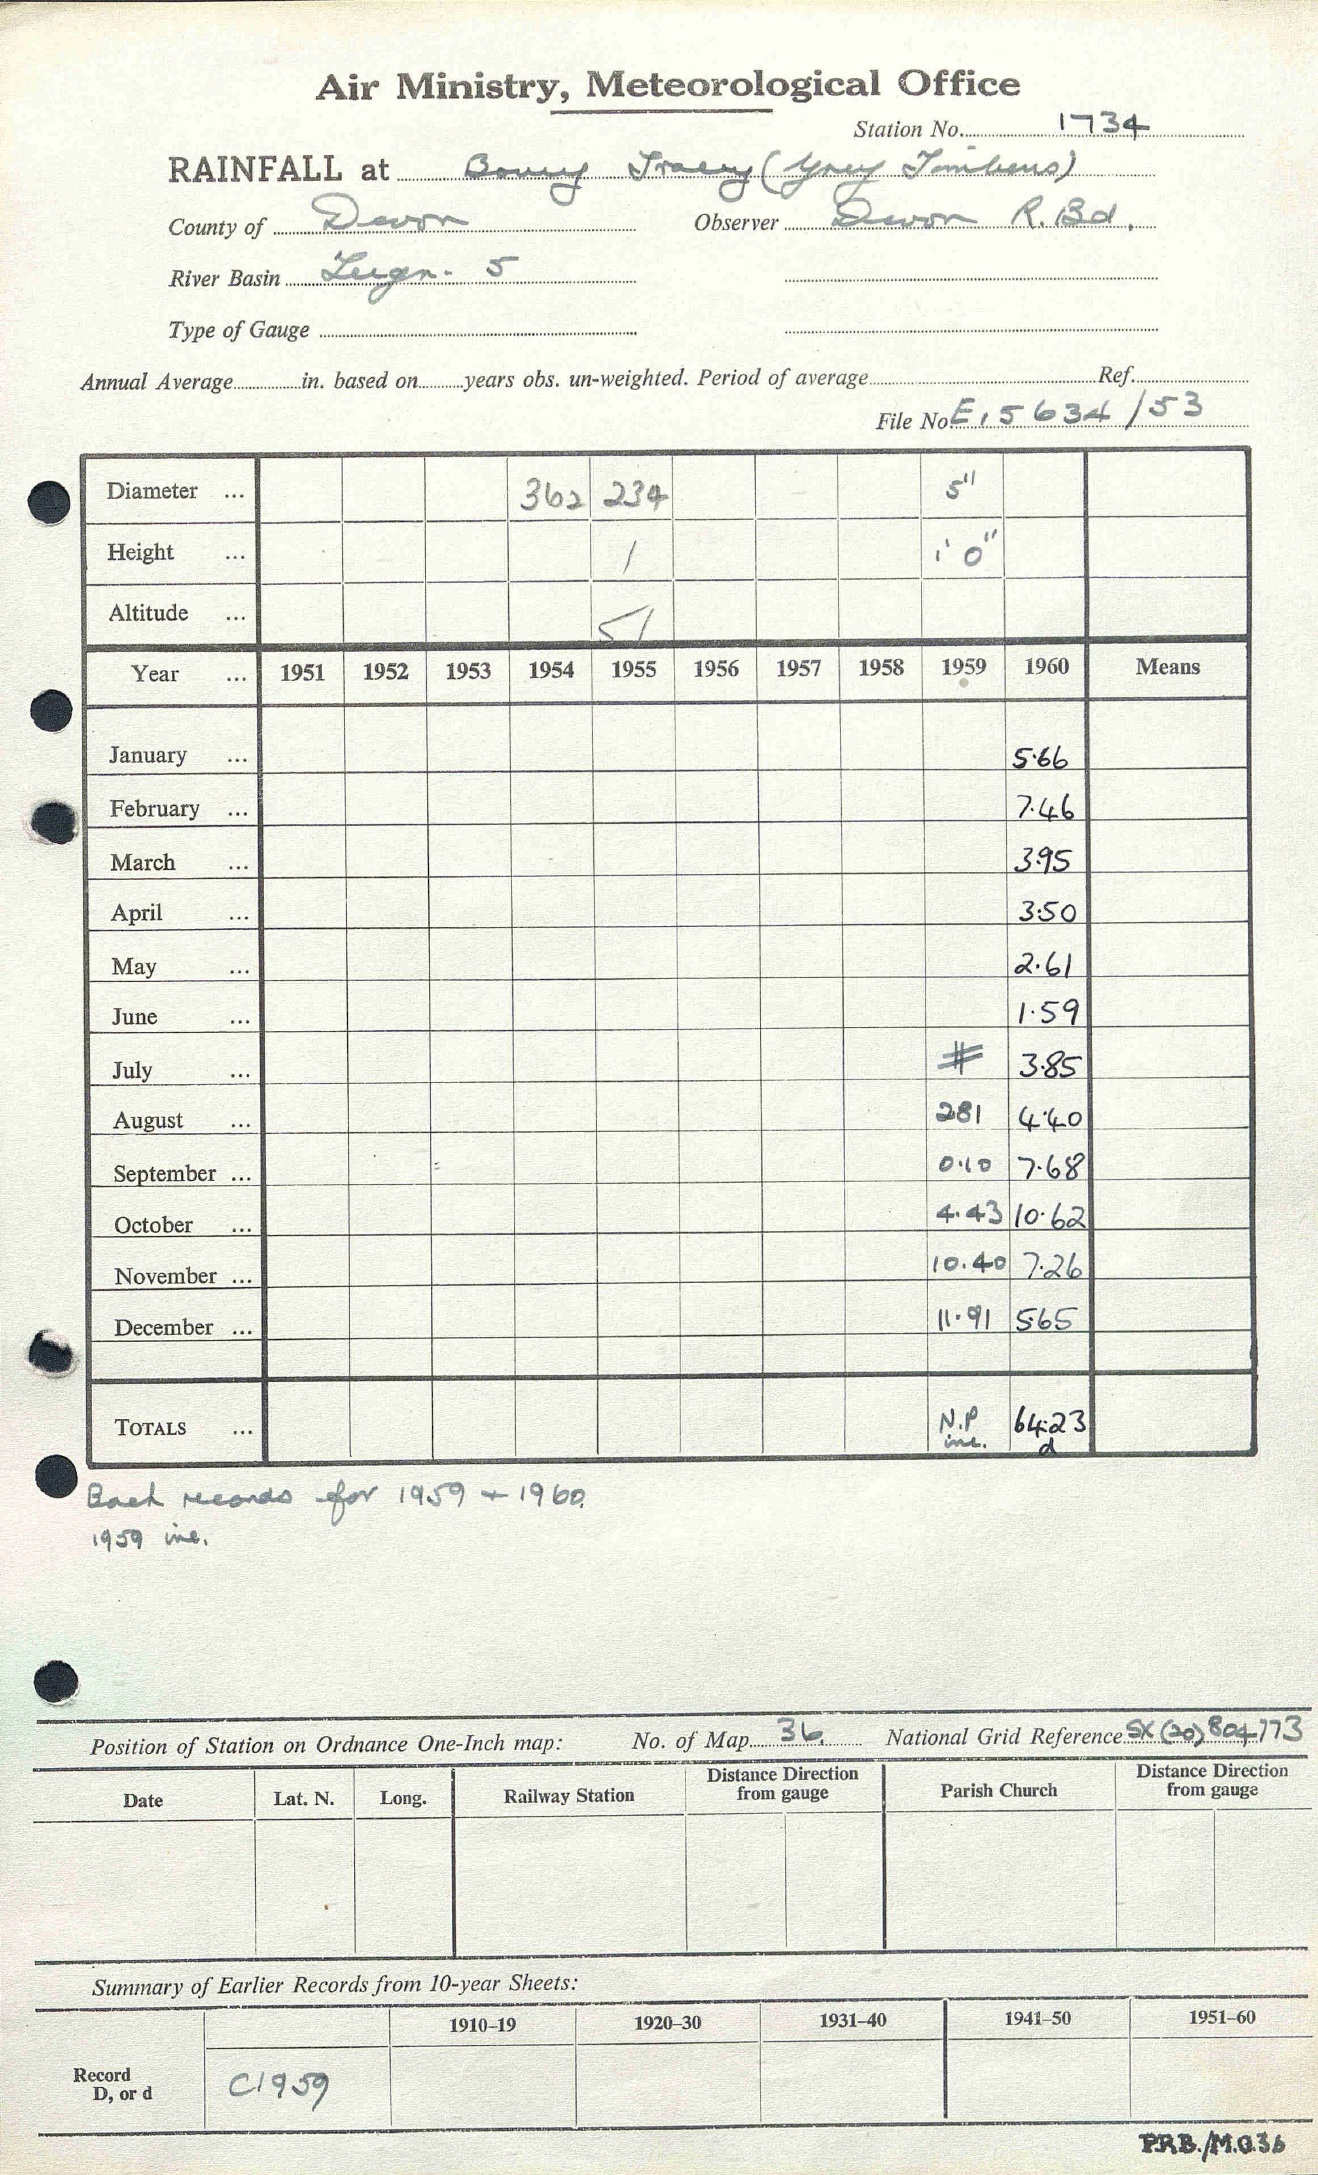 Air Ministry, Meteorological Office
Station No. 1734
RAINFALL at Bovey Tracey (Grey Timbers)
County of Devon Observer Devon R. Bd.
River Basin Teign. 5
Type of Gauge
Annual Average in. based on years obs. un-weighted. Period of average Ref.
File No E.15634/53
Diameter ... 362 234 5"
Height ... 1 1' 0"
Altitude ... 51
Year ... 1951 1952 1953 1954 1955 1956 1957 1958 1959 1960 Means
January ... 5.66
February ... 7.46
March ... 3.95
April ... 3.50
May ... 2.61
June ... 1.59
July ... # 3.85
August ... 281 4.40
September ... 0.10 7.68
October ... 4.43 10.62
November ... 10.40 7.26
December ... 11.91 5.65
TOTALS ... N.P 64.23
inc. d
Back records for 1959 + 1960.
1959 inc.
Position of Station on Ordnance One-Inch map: No. of Map 36. National Grid Reference SX (20) 804773
Date Lat. N. Long. Railway Station Distance Direction from gauge Parish Church Distance Direction from gauge
Summary of Earlier Records from 10-year Sheets:
1910–19 1920–30 1931–40 1941–50 1951–60
Record
D, or d C1959
P.R.B./M.O.36